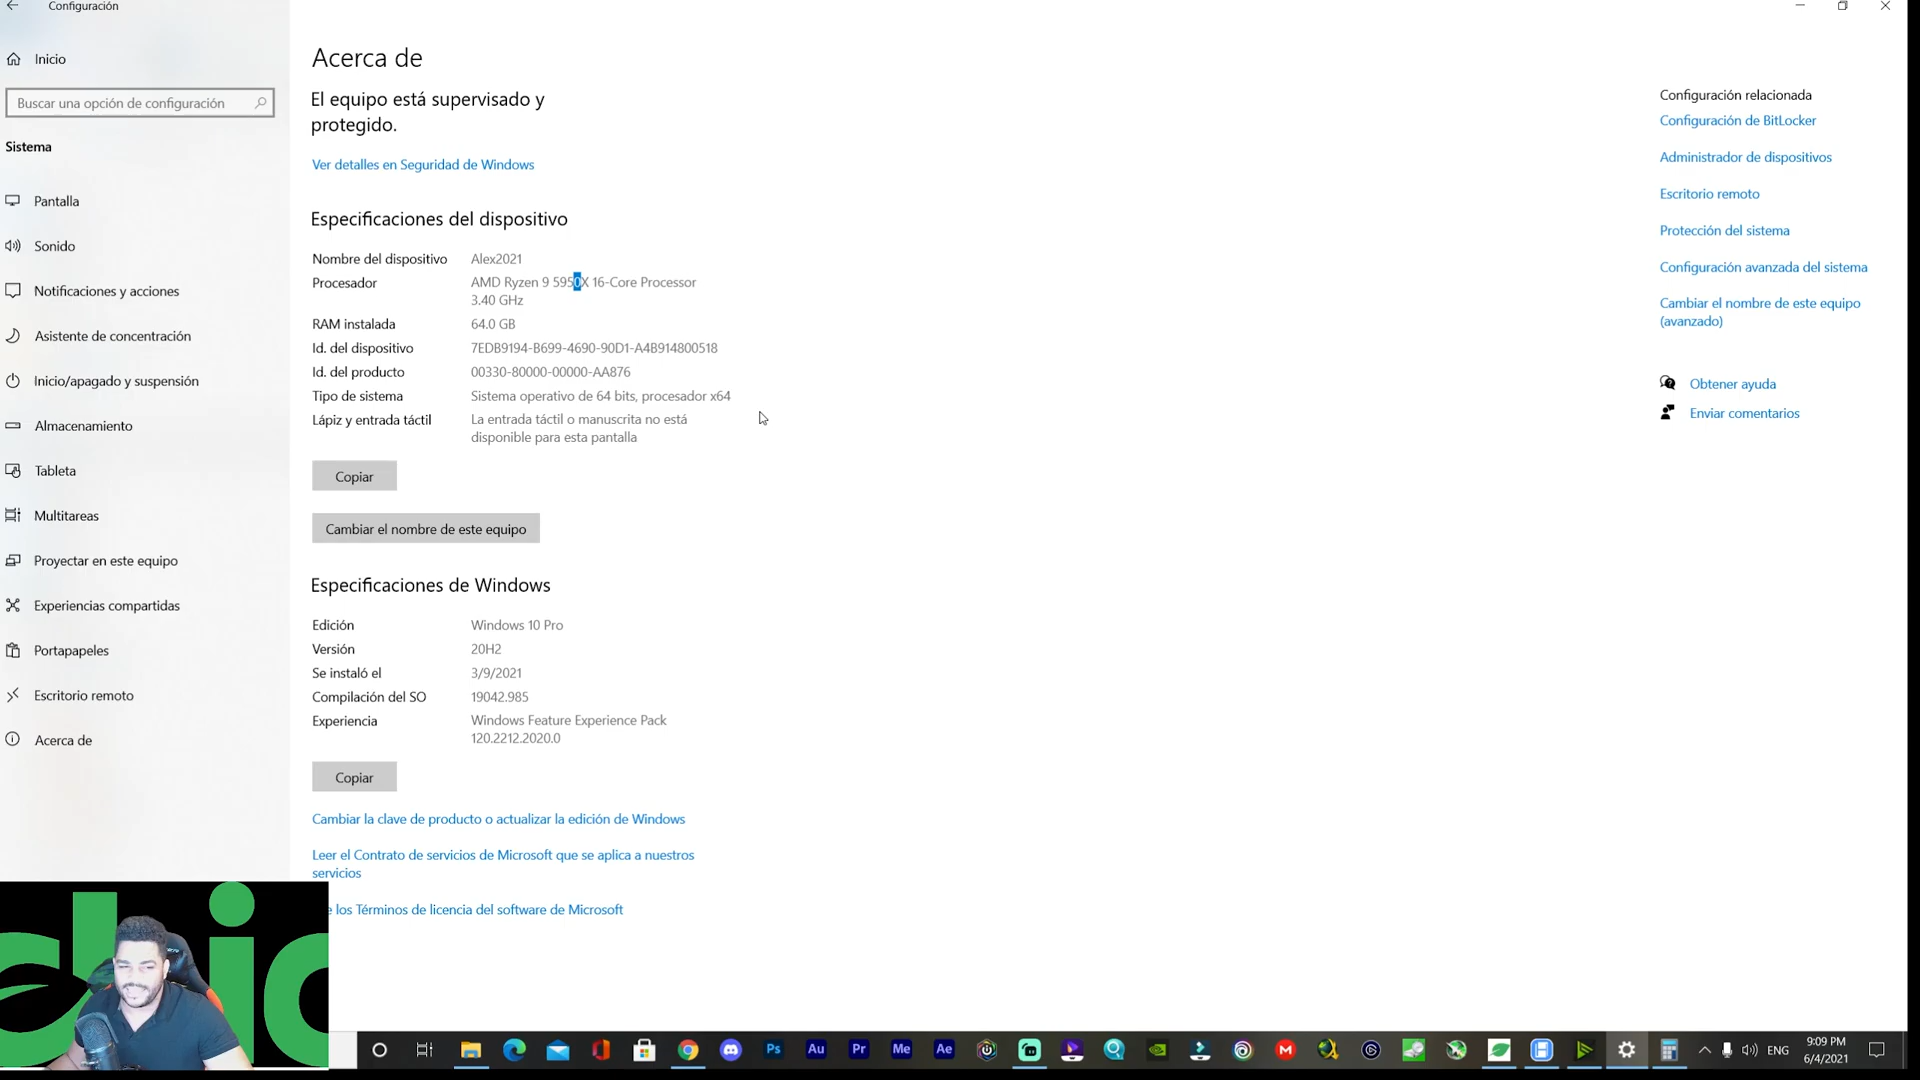 Configuración
Inicio
Buscar una opción de configuración
Sistema
Pantalla
Sonido
Notificaciones y acciones
Asistente de concentración
Inicio/apagado y suspensión
Almacenamiento
Tableta
Multitareas
Proyectar en este equipo
Experiencias compartidas
Portapapeles
Escritorio remoto
Acerca de
Acerca de
El equipo está supervisado y
protegido.
Ver detalles en Seguridad de Windows
Especificaciones del dispositivo
Nombre del dispositivo Alex2021
Procesador AMD Ryzen 9 5950X 16-Core Processor
3.40 GHz
RAM instalada 64.0 GB
Id. del dispositivo 7EDB9194-B699-4690-90D1-A4B914800518
Id. del producto 00330-80000-00000-AA876
Tipo de sistema Sistema operativo de 64 bits, procesador x64
Lápiz y entrada táctil La entrada táctil o manuscrita no está
disponible para esta pantalla
Copiar
Cambiar el nombre de este equipo
Especificaciones de Windows
Edición Windows 10 Pro
Versión 20H2
Se instaló el 3/9/2021
Compilación del SO 19042.985
Experiencia Windows Feature Experience Pack
120.2212.2020.0
Copiar
Cambiar la clave de producto o actualizar la edición de Windows
Leer el Contrato de servicios de Microsoft que se aplica a nuestros
servicios
los Términos de licencia del software de Microsoft
Configuración relacionada
Configuración de BitLocker
Administrador de dispositivos
Escritorio remoto
Protección del sistema
Configuración avanzada del sistema
Cambiar el nombre de este equipo
(avanzado)
Obtener ayuda
Enviar comentarios
Ps Au Pr Me Ae
ENG
9:09 PM
6/4/2021